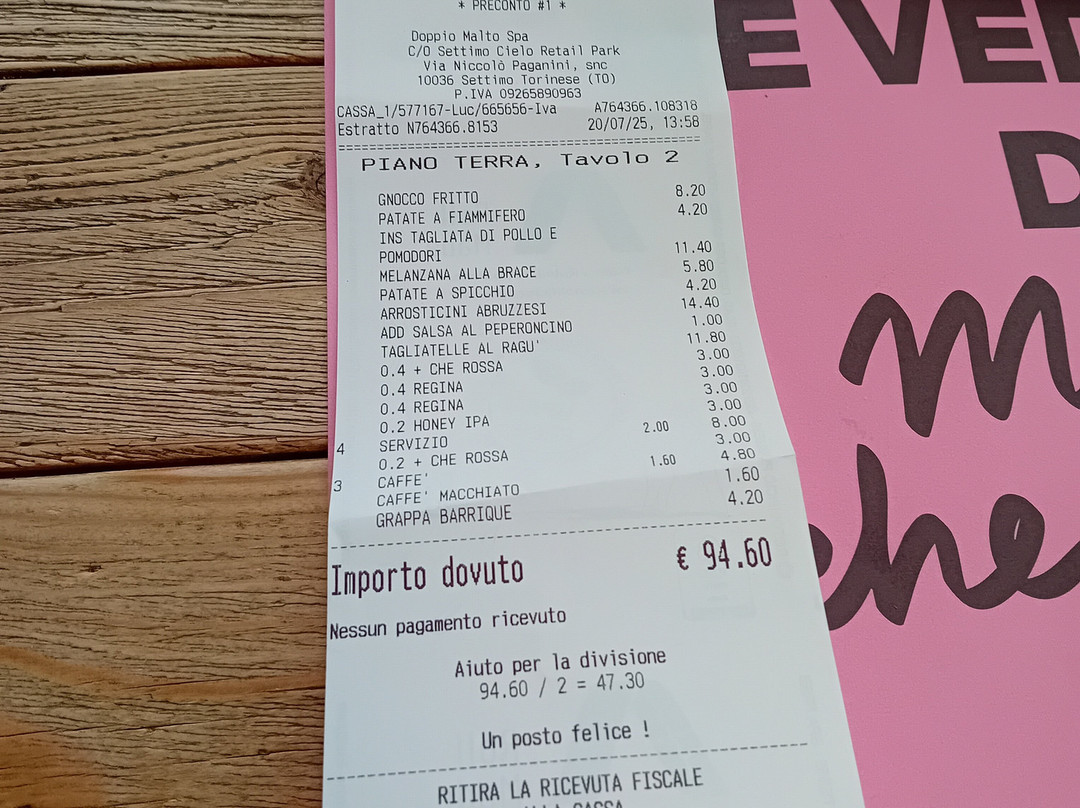 * PRECONTO #1 *
Doppio Malto Spa
C/O Settimo Cielo Retail Park
Via Niccolò Paganini, snc
10036 Settimo Torinese (TO)
P.IVA 09265890963
CASSA_1/577167-Luc/665656-Iva A764366.108318
Estratto N764366.8153 20/07/25, 13:58
PIANO TERRA, Tavolo 2
GNOCCO FRITTO 8.20
PATATE A FIAMMIFERO 4.20
INS TAGLIATA DI POLLO E
POMODORI 11.40
MELANZANA ALLA BRACE 5.80
PATATE A SPICCHIO 4.20
ARROSTICINI ABRUZZESI 14.40
ADD SALSA AL PEPERONCINO 1.00
TAGLIATELLE AL RAGU' 11.80
0.4 + CHE ROSSA 3.00
0.4 REGINA 3.00
0.4 REGINA 3.00
0.2 HONEY IPA 3.00
4 SERVIZIO 2.00 8.00
0.2 + CHE ROSSA 3.00
3 CAFFE' 1.60 4.80
CAFFE' MACCHIATO 1.60
GRAPPA BARRIQUE 4.20
Importo dovuto € 94.60
Nessun pagamento ricevuto
Aiuto per la divisione
94.60 / 2 = 47.30
Un posto felice !
RITIRA LA RICEVUTA FISCALE
CASSA
E VED
D
m
che